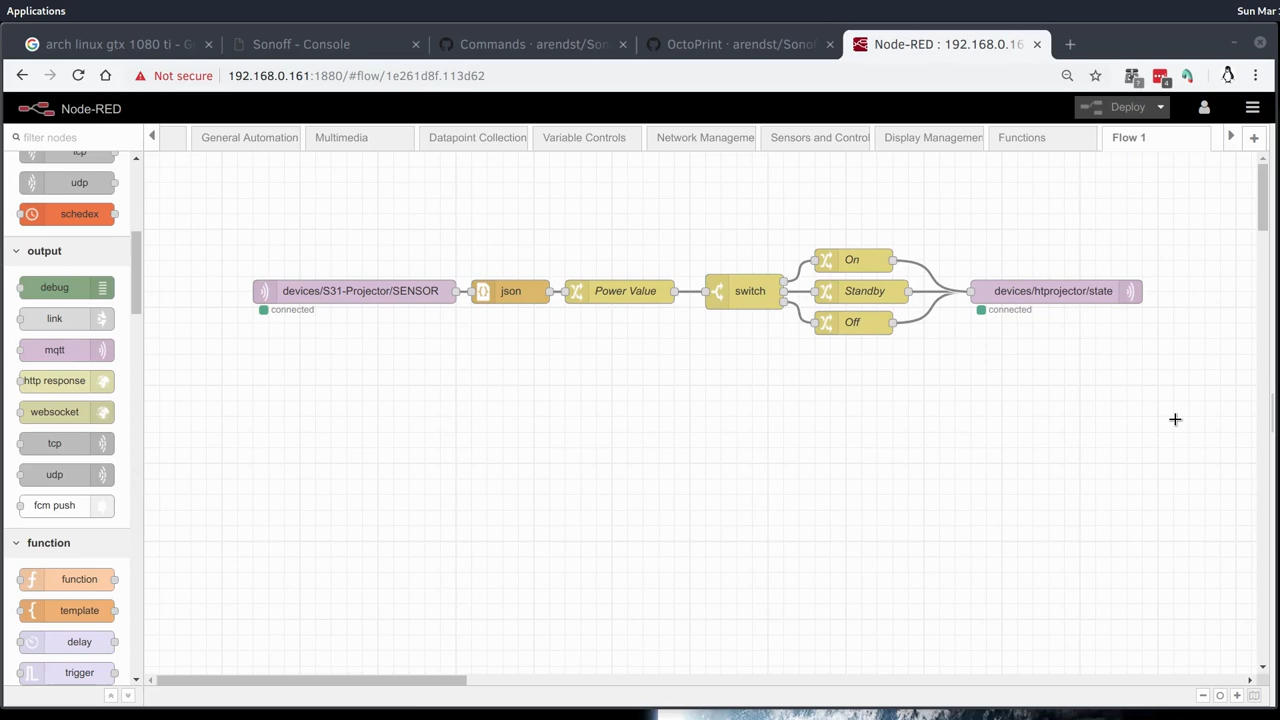 Applications
Sun Mar
arch linux gtx 1080 ti - G
Sonoff - Console
Commands · arendst/Son
OctoPrint · arendst/Sonof
Node-RED : 192.168.0.16
Not secure
192.168.0.161:1880/#flow/1e261d8f.113d62
7
4
Node-RED
Deploy
filter nodes
General Automation
Multimedia
Datapoint Collection
Variable Controls
Network Manageme
Sensors and Control
Display Managemen
Functions
Flow 1
tcp
udp
schedex
output
debug
link
mqtt
http response
websocket
tcp
udp
fcm push
function
function
template
delay
trigger
devices/S31-Projector/SENSOR
connected
json
Power Value
switch
On
Standby
Off
devices/htprojector/state
connected